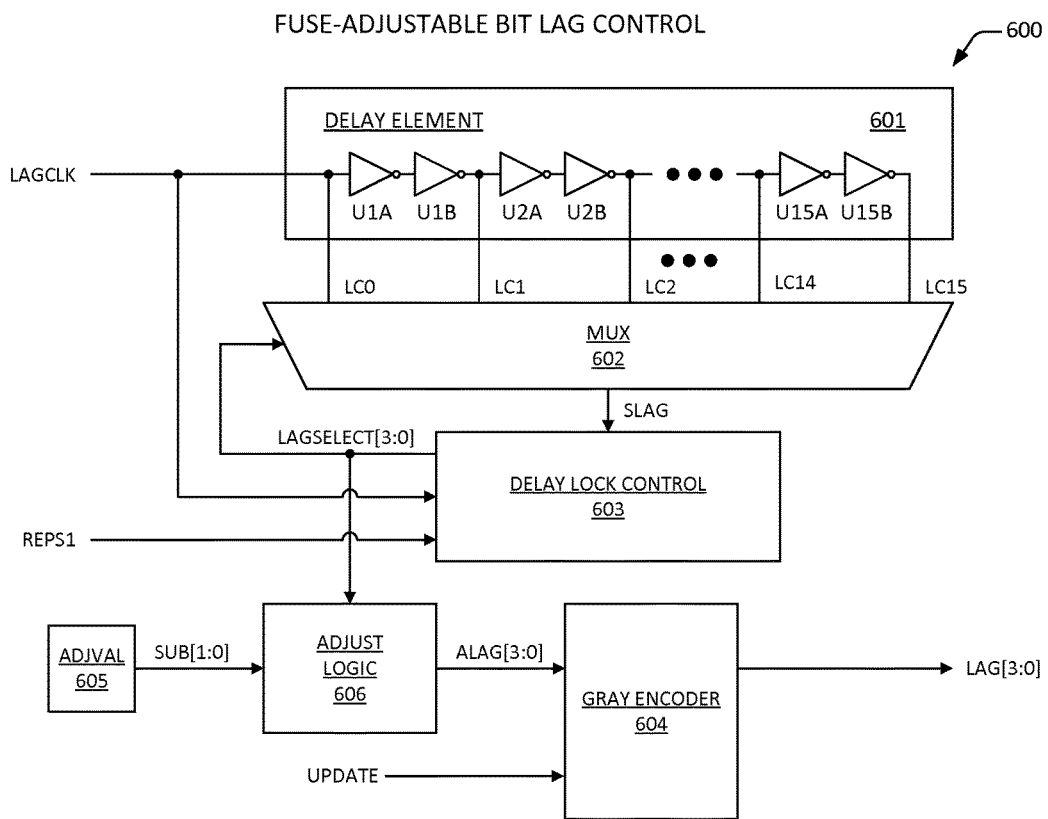 FUSE-ADJUSTABLE BIT LAG CONTROL
600
DELAY ELEMENT
601
LAGCLK
U1A
U1B
U2A
U2B
U15A
U15B
LC0
LC1
LC2
LC14
LC15
MUX
602
SLAG
LAGSELECT[3:0]
DELAY LOCK CONTROL
603
REPS1
ADJVAL
605
SUB[1:0]
ADJUST
LOGIC
606
ALAG[3:0]
GRAY ENCODER
604
LAG[3:0]
UPDATE